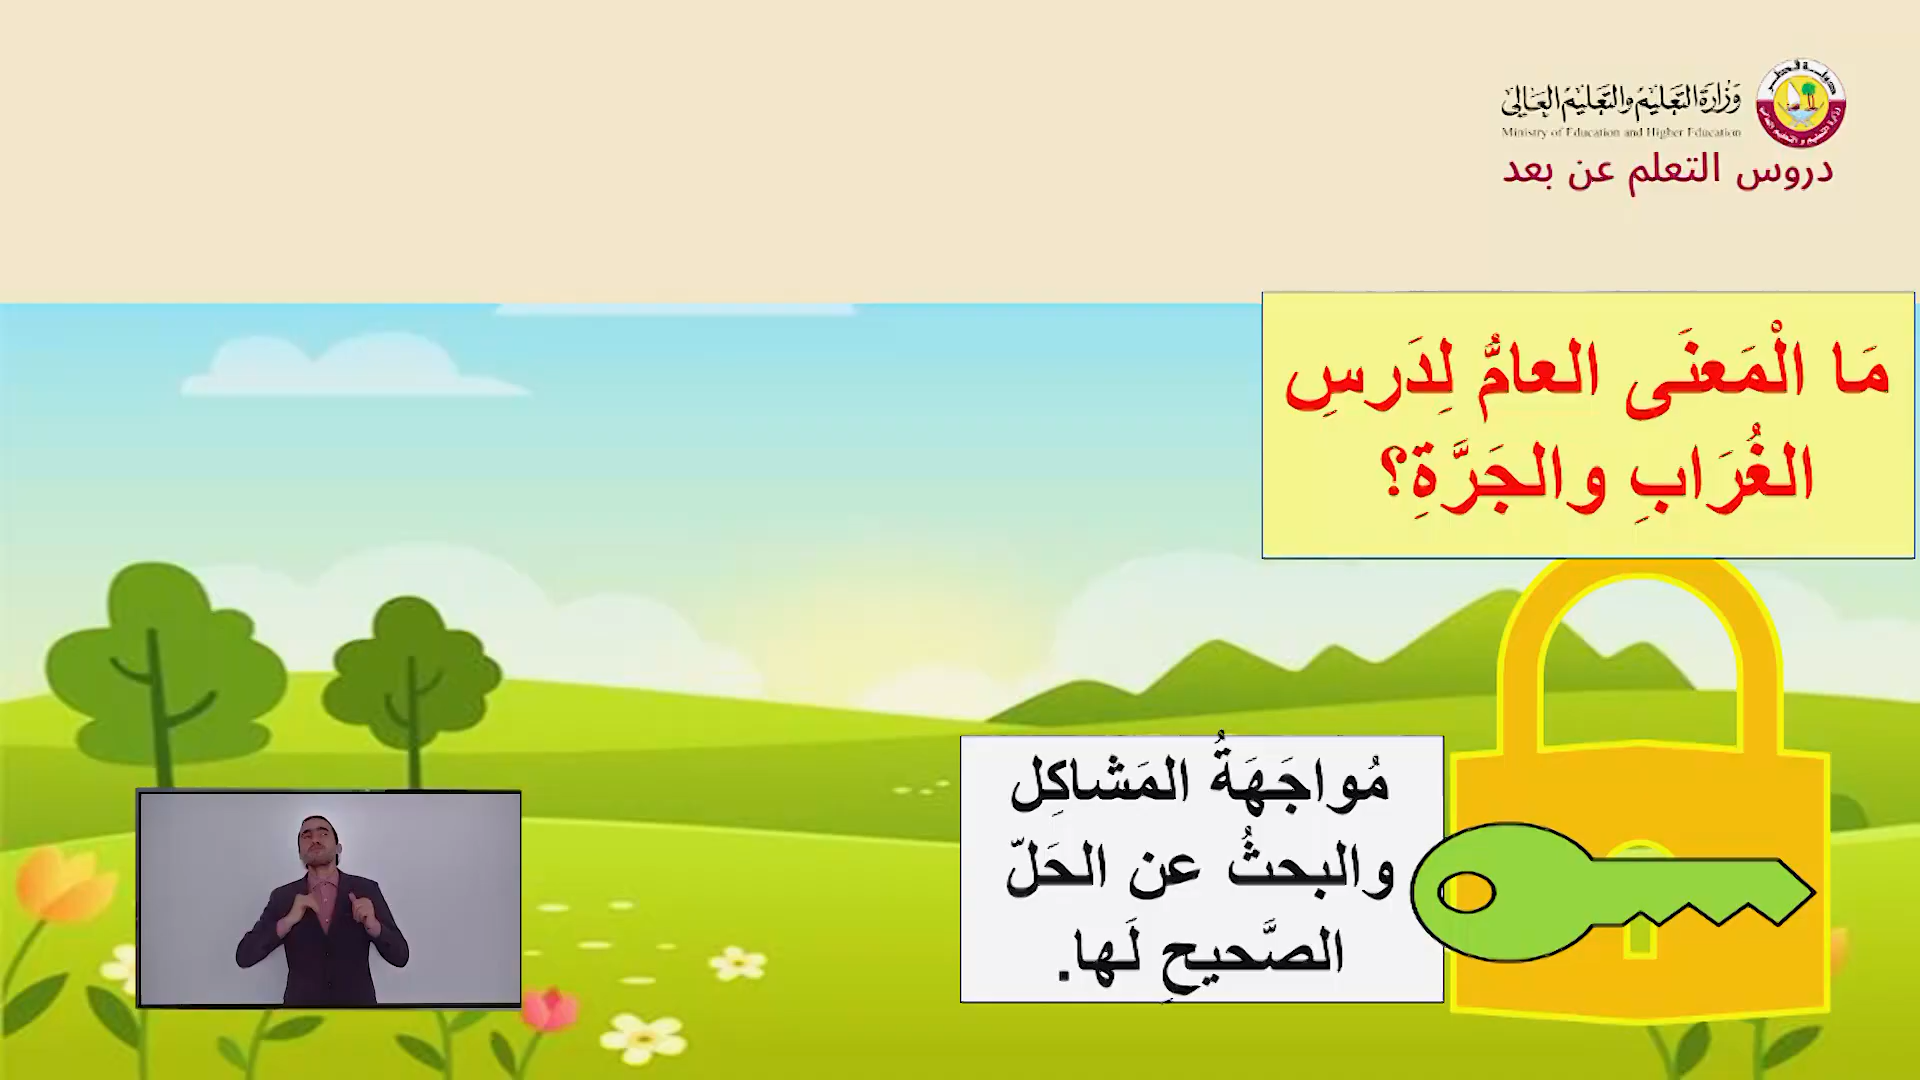 وزارة التعليم والتعليم العالي
Ministry of Education and Higher Education
دروس التعلم عن بعد
مَا الْمَعنَى العامُّ لِدَرسِ
الغُرَابِ والجَرَّةِ؟
مُواجَهَةُ المَشاكِل
والبحثُ عن الحَلّ
الصَّحيحِ لَها.